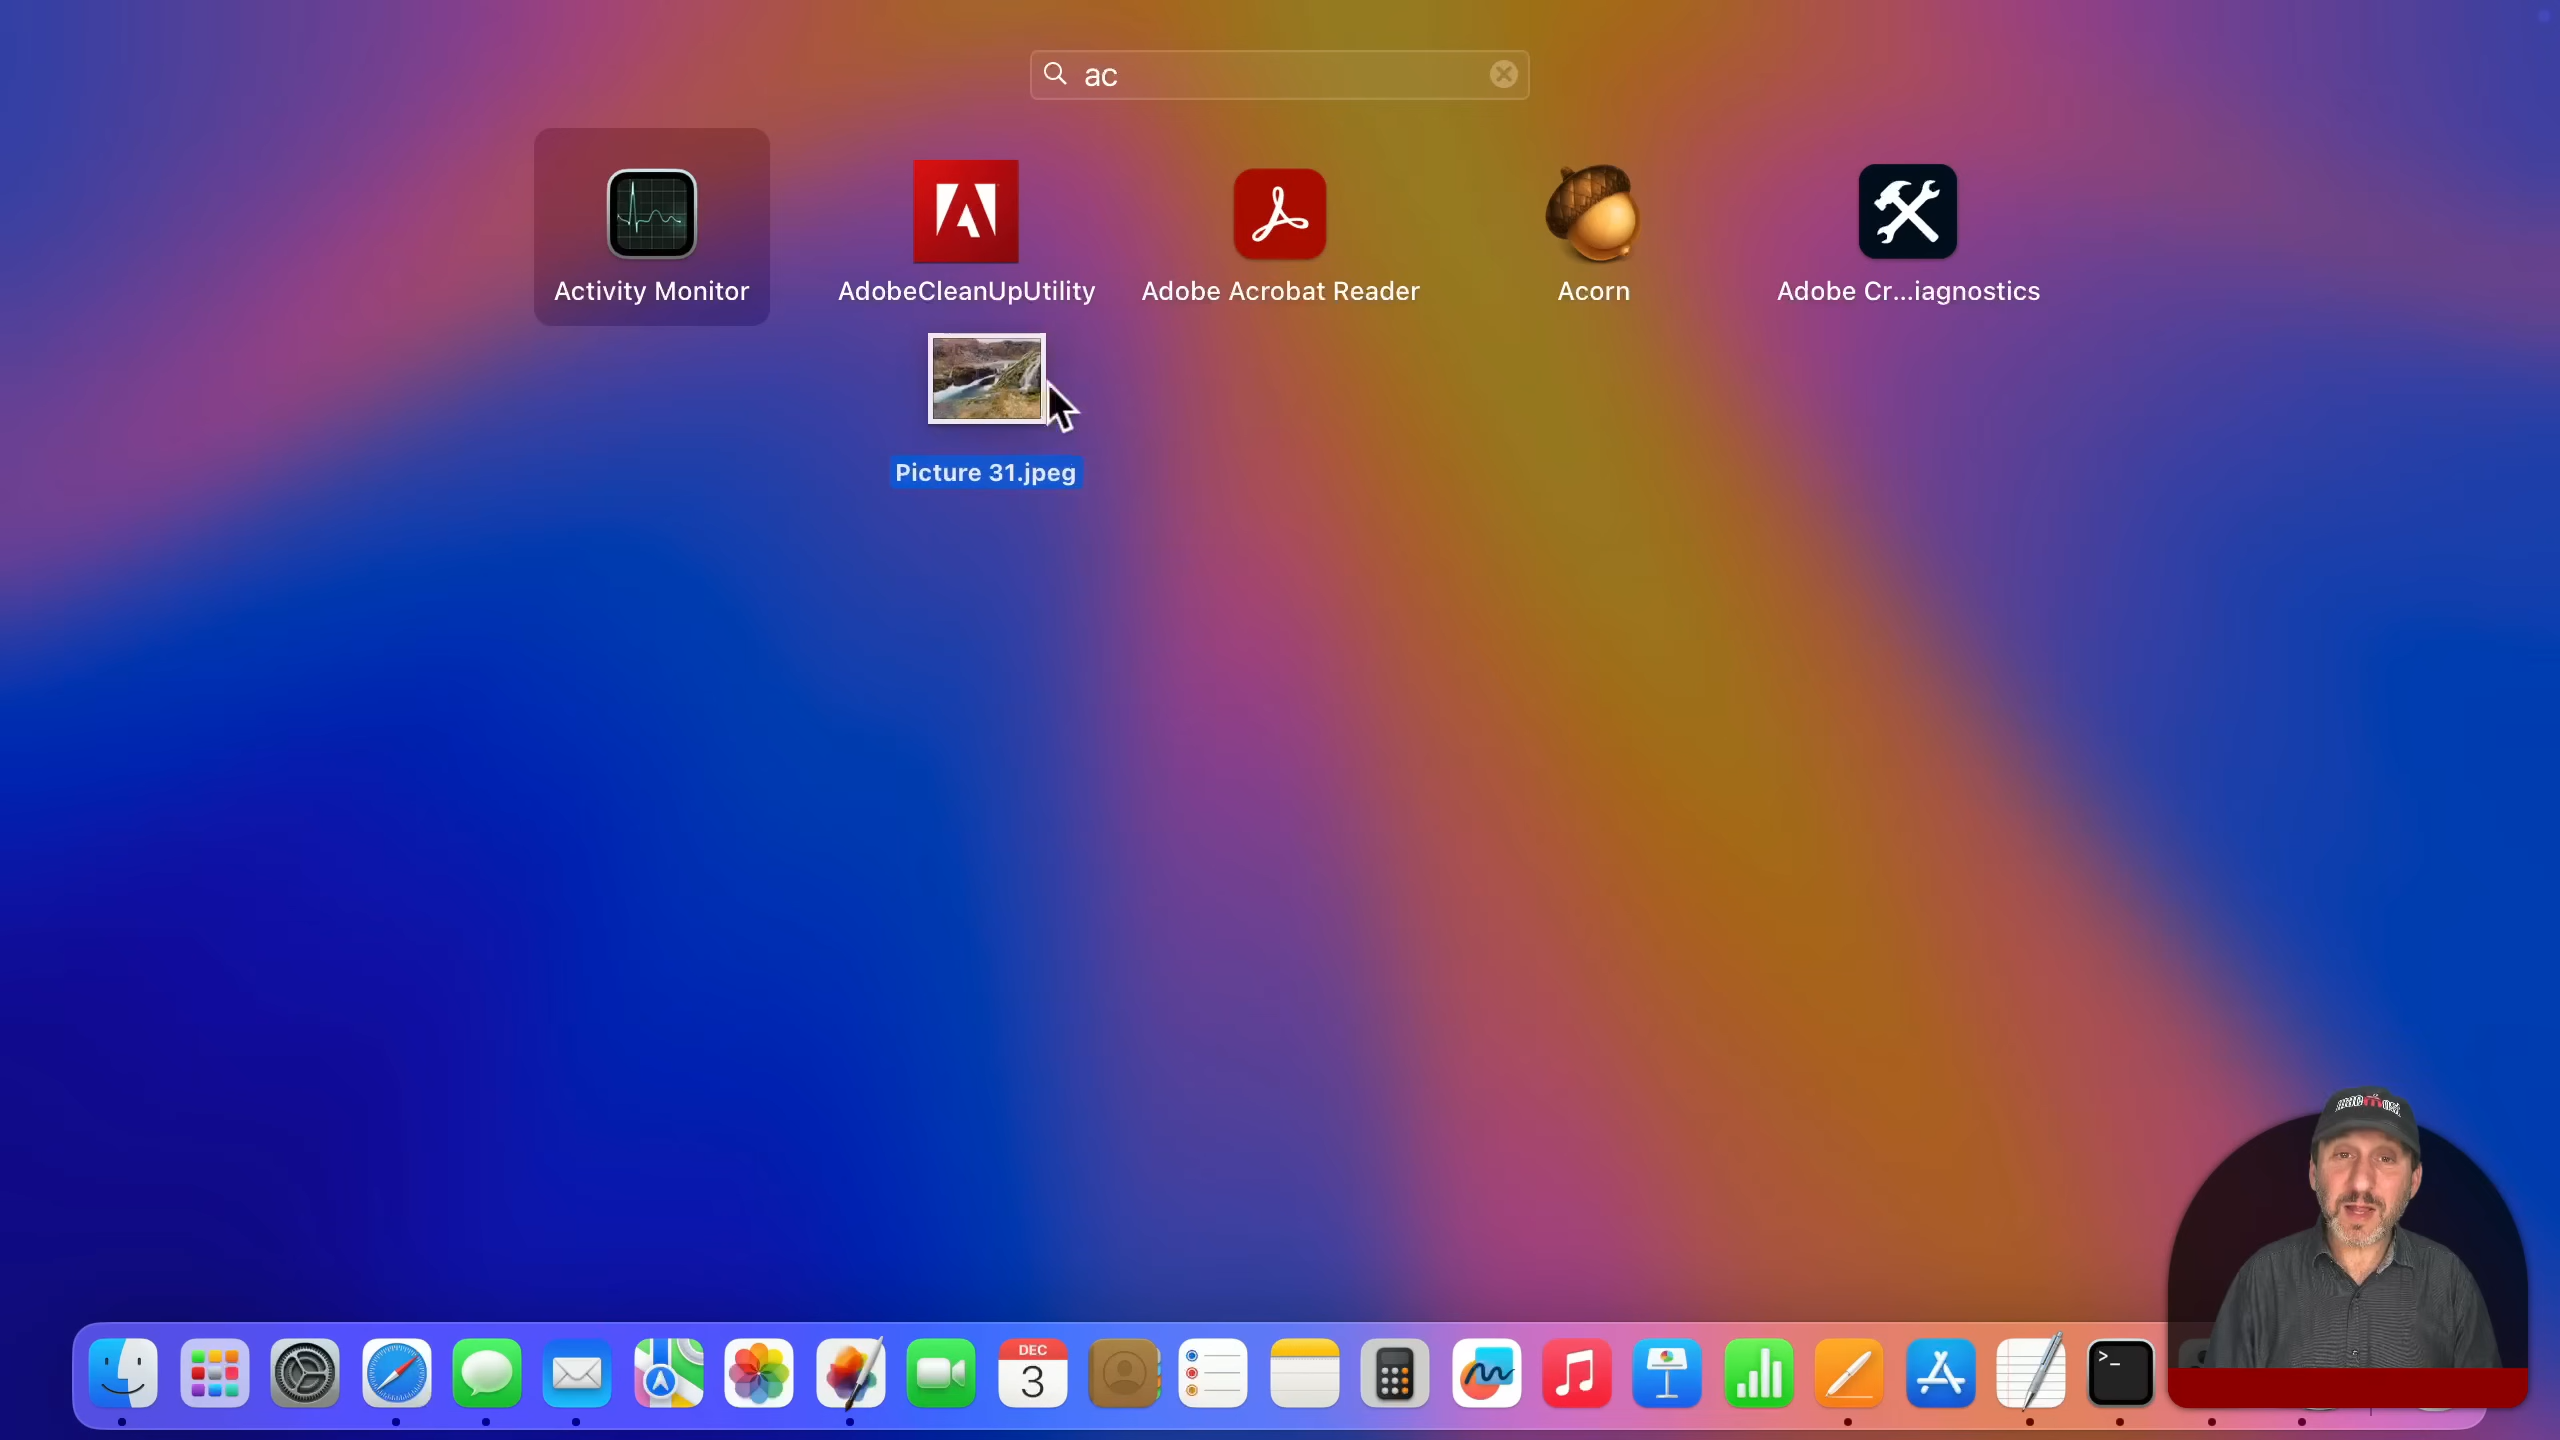 ac
Activity Monitor
AdobeCleanUpUtility
Adobe Acrobat Reader
Acorn
Adobe Cr...iagnostics
Picture 31.jpeg
DEC
3
>_